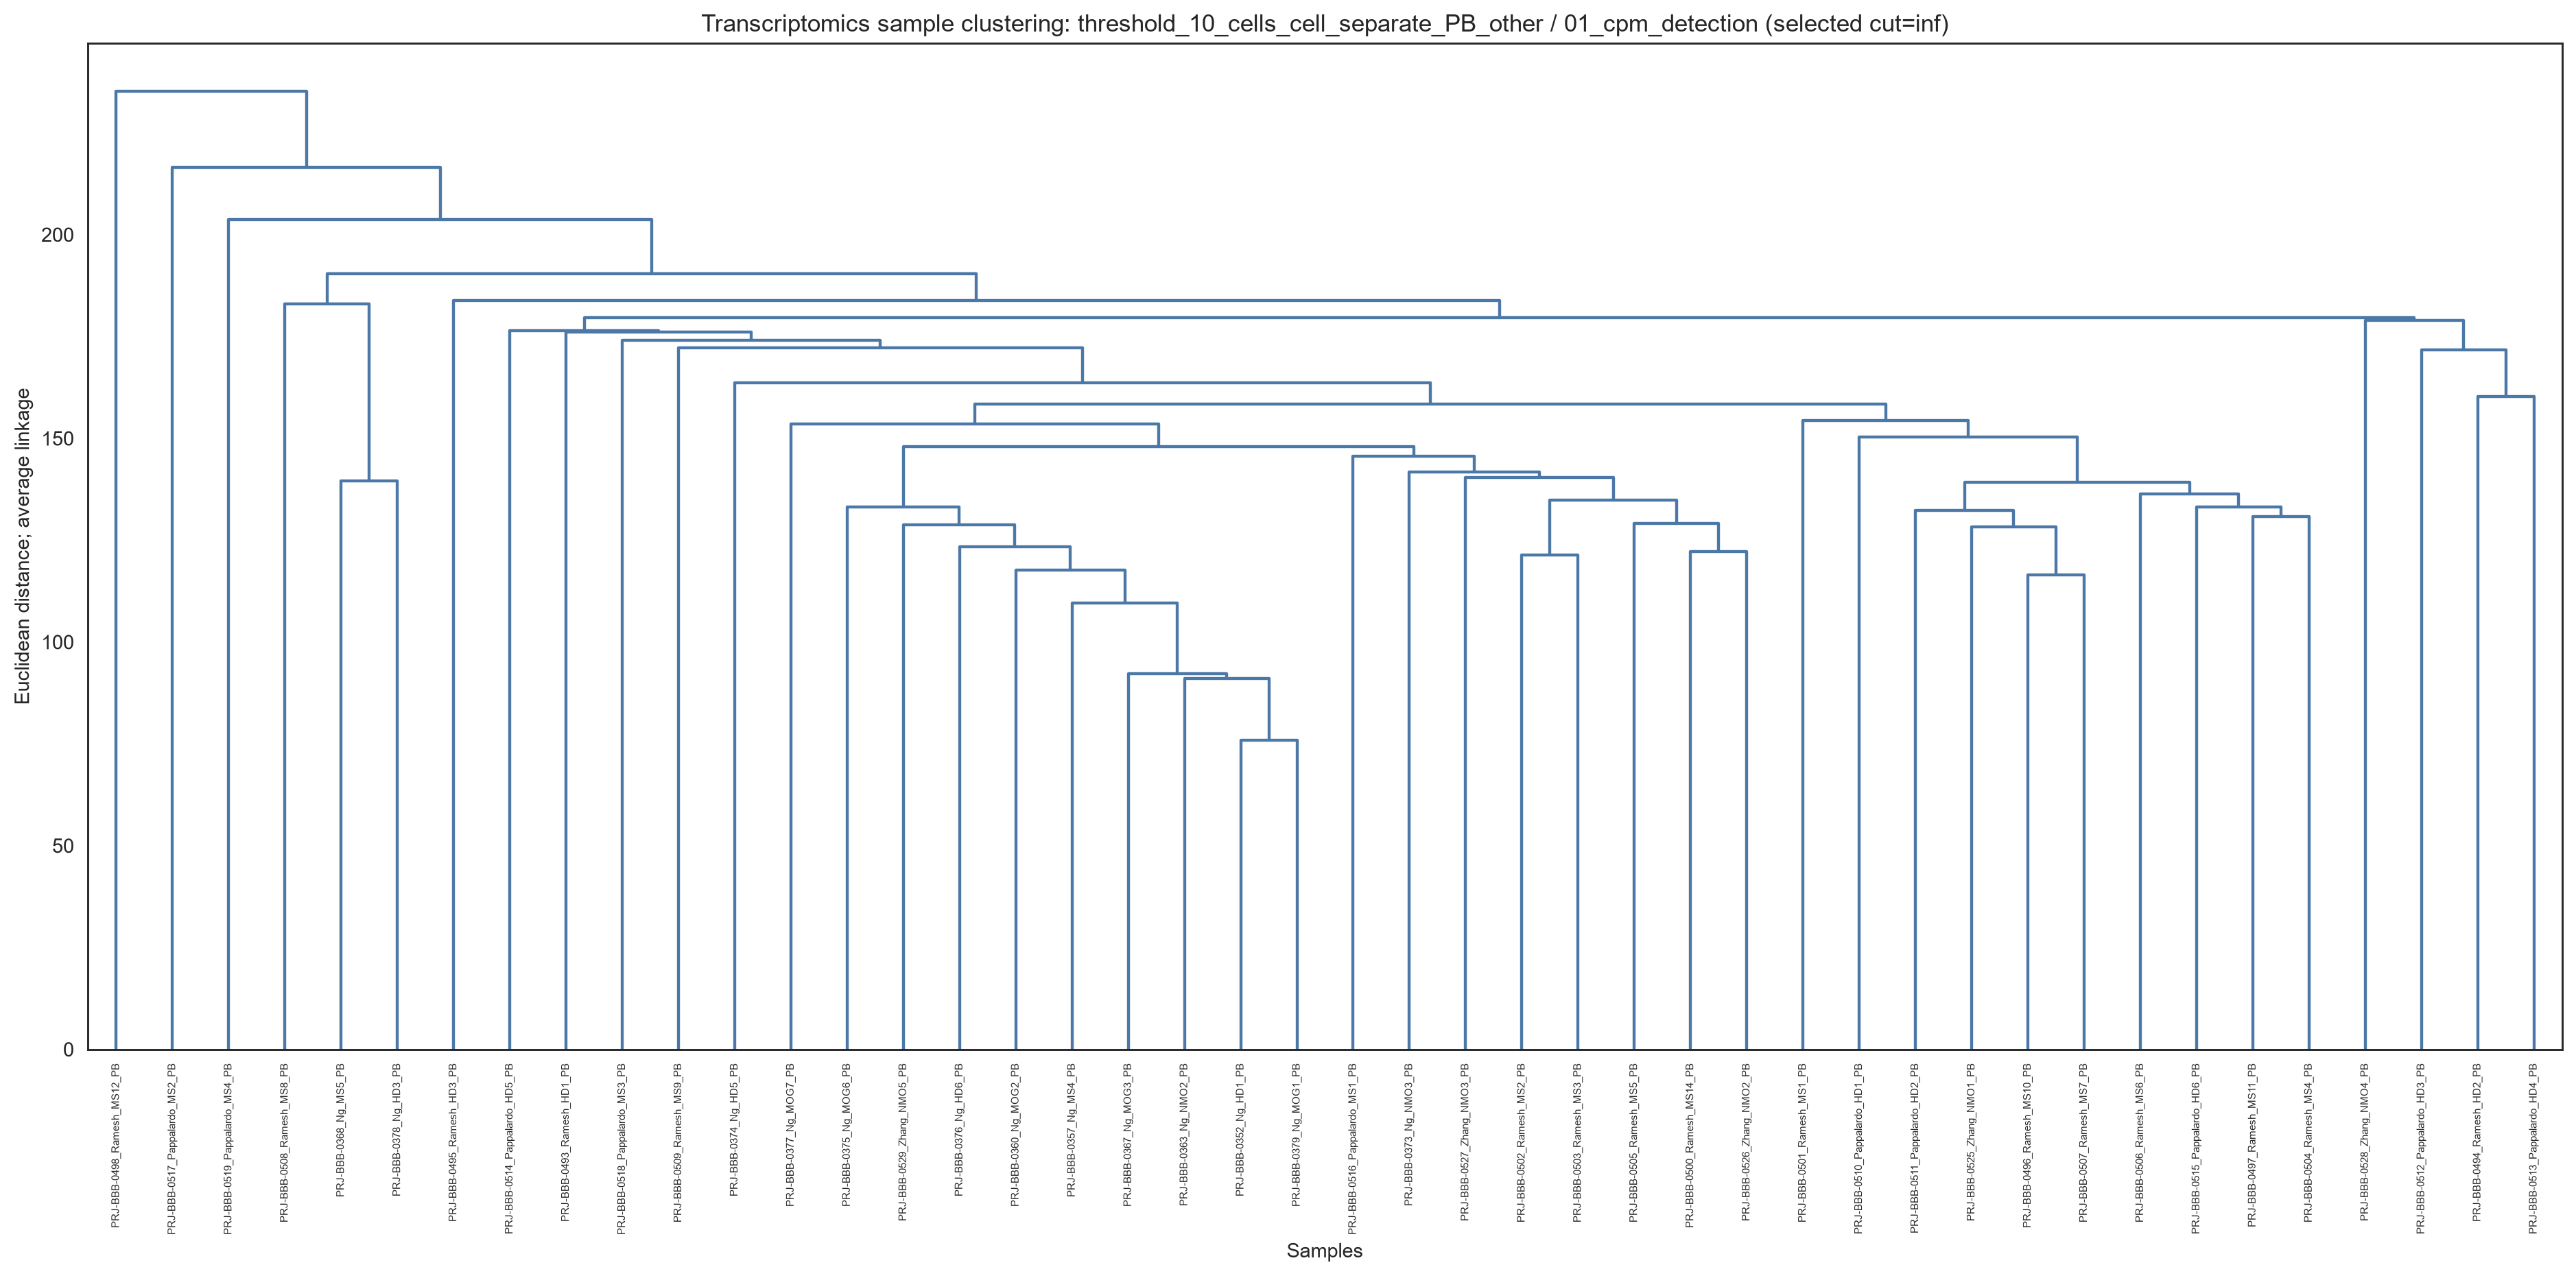 Transcriptomics sample clustering: threshold_10_cells_cell_separate_PB_other / 01_cpm_detection (selected cut=inf)
Euclidean distance; average linkage
200
150
100
50
0
PRJ-BBB-0498_Ramesh_MS12_PB
PRJ-BBB-0517_Pappalardo_MS2_PB
PRJ-BBB-0519_Pappalardo_MS4_PB
PRJ-BBB-0508_Ramesh_MS8_PB
PRJ-BBB-0368_Ng_MS5_PB
PRJ-BBB-0378_Ng_HD3_PB
PRJ-BBB-0495_Ramesh_HD3_PB
PRJ-BBB-0514_Pappalardo_HD5_PB
PRJ-BBB-0493_Ramesh_HD1_PB
PRJ-BBB-0518_Pappalardo_MS3_PB
PRJ-BBB-0509_Ramesh_MS9_PB
PRJ-BBB-0374_Ng_HD5_PB
PRJ-BBB-0377_Ng_MOG7_PB
PRJ-BBB-0375_Ng_MOG6_PB
PRJ-BBB-0529_Zhang_NMO5_PB
PRJ-BBB-0376_Ng_HD6_PB
PRJ-BBB-0360_Ng_MOG2_PB
PRJ-BBB-0357_Ng_MS4_PB
PRJ-BBB-0367_Ng_MOG3_PB
PRJ-BBB-0363_Ng_NMO2_PB
PRJ-BBB-0352_Ng_HD1_PB
PRJ-BBB-0379_Ng_MOG1_PB
PRJ-BBB-0516_Pappalardo_MS1_PB
PRJ-BBB-0373_Ng_NMO3_PB
PRJ-BBB-0527_Zhang_NMO3_PB
PRJ-BBB-0502_Ramesh_MS2_PB
PRJ-BBB-0503_Ramesh_MS3_PB
PRJ-BBB-0505_Ramesh_MS5_PB
PRJ-BBB-0500_Ramesh_MS14_PB
PRJ-BBB-0526_Zhang_NMO2_PB
PRJ-BBB-0501_Ramesh_MS1_PB
PRJ-BBB-0510_Pappalardo_HD1_PB
PRJ-BBB-0511_Pappalardo_HD2_PB
PRJ-BBB-0525_Zhang_NMO1_PB
PRJ-BBB-0496_Ramesh_MS10_PB
PRJ-BBB-0507_Ramesh_MS7_PB
PRJ-BBB-0506_Ramesh_MS6_PB
PRJ-BBB-0515_Pappalardo_HD6_PB
PRJ-BBB-0497_Ramesh_MS11_PB
PRJ-BBB-0504_Ramesh_MS4_PB
PRJ-BBB-0528_Zhang_NMO4_PB
PRJ-BBB-0512_Pappalardo_HD3_PB
PRJ-BBB-0494_Ramesh_HD2_PB
PRJ-BBB-0513_Pappalardo_HD4_PB
Samples